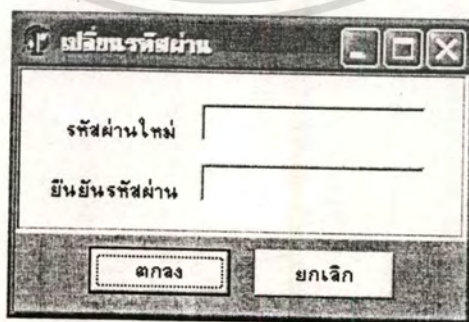 เปลี่ยนรหัสผ่าน
รหัสผ่านใหม่
ยืนยันรหัสผ่าน
ตกลง ยกเลิก